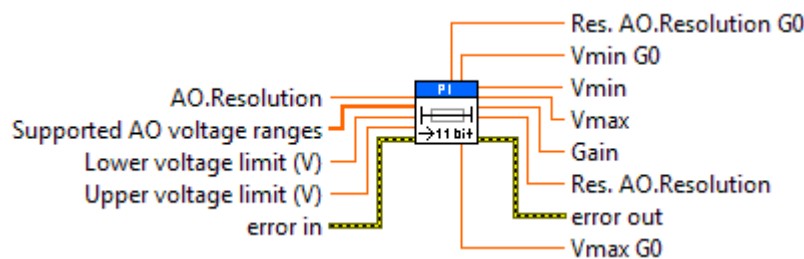 Res. AO.Resolution G0
Vmin G0
Vmin
Vmax
Gain
Res. AO.Resolution
error out
Vmax G0
AO.Resolution
Supported AO voltage ranges
Lower voltage limit (V)
Upper voltage limit (V)
error in
PI
11 bit